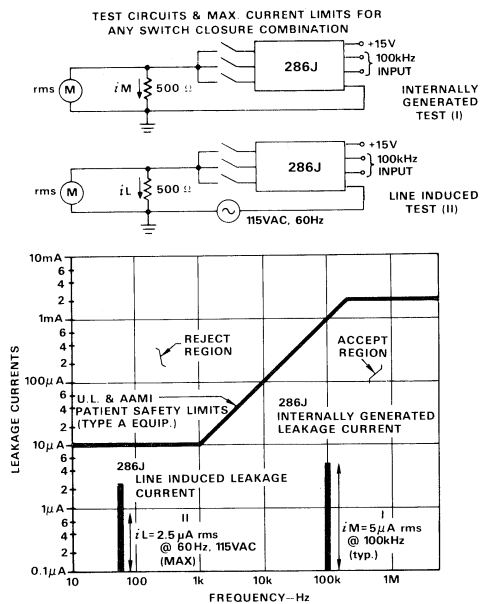 TEST CIRCUITS & MAX. CURRENT LIMITS FOR
ANY SWITCH CLOSURE COMBINATION
rms M
iM
500 Ω
286J
+15V
100kHz
INPUT
INTERNALLY
GENERATED
TEST (I)
rms M
iL
500 Ω
286J
+15V
100kHz
INPUT
LINE INDUCED
TEST (II)
115VAC, 60Hz
LEAKAGE CURRENTS
10mA
6
4
2
1mA
6
4
2
100μA
6
4
2
10μA
6
4
2
1μA
6
4
2
0.1μA
REJECT
REGION
ACCEPT
REGION
U.L. & AAMI
PATIENT SAFETY LIMITS
(TYPE A EQUIP.)
286J
INTERNALLY GENERATED
LEAKAGE CURRENT
286J
LINE INDUCED LEAKAGE
CURRENT
II
iL=2.5μA rms
@ 60Hz, 115VAC
(MAX)
I
iM=5μA rms
@ 100kHz
(typ.)
10 100 1k 10k 100k 1M
FREQUENCY–Hz